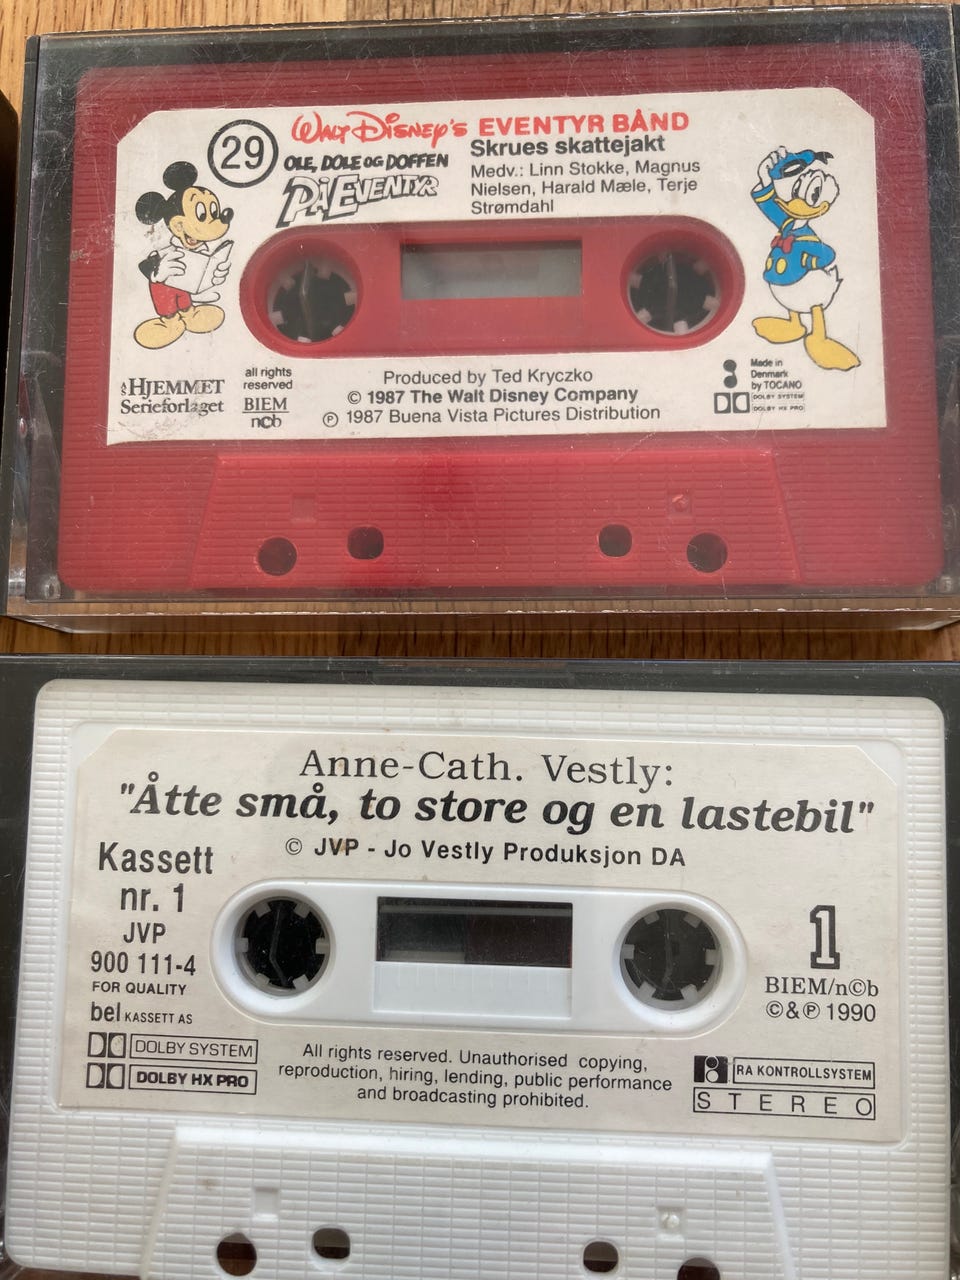 29
Walt Disney's EVENTYR BÅND
OLE, DOLE OG DOFFEN
PÅ EVENTYR
Skrues skattejakt
Medv.: Linn Stokke, Magnus
Nielsen, Harald Mæle, Terje
Strømdahl
HJEMMET
Serieforlaget
all rights
reserved
BIEM
ncb
Produced by Ted Kryczko
© 1987 The Walt Disney Company
℗ 1987 Buena Vista Pictures Distribution
Made in
Denmark
by TOCANO
DOLBY SYSTEM
DOLBY HX PRO
Anne-Cath. Vestly:
"Åtte små, to store og en lastebil"
© JVP - Jo Vestly Produksjon DA
Kassett
nr. 1
JVP
900 111-4
FOR QUALITY
bel KASSETT AS
DOLBY SYSTEM
DOLBY HX PRO
All rights reserved. Unauthorised copying,
reproduction, hiring, lending, public performance
and broadcasting prohibited.
1
BIEM/n©b
©&℗ 1990
RA KONTROLLSYSTEM
STEREO